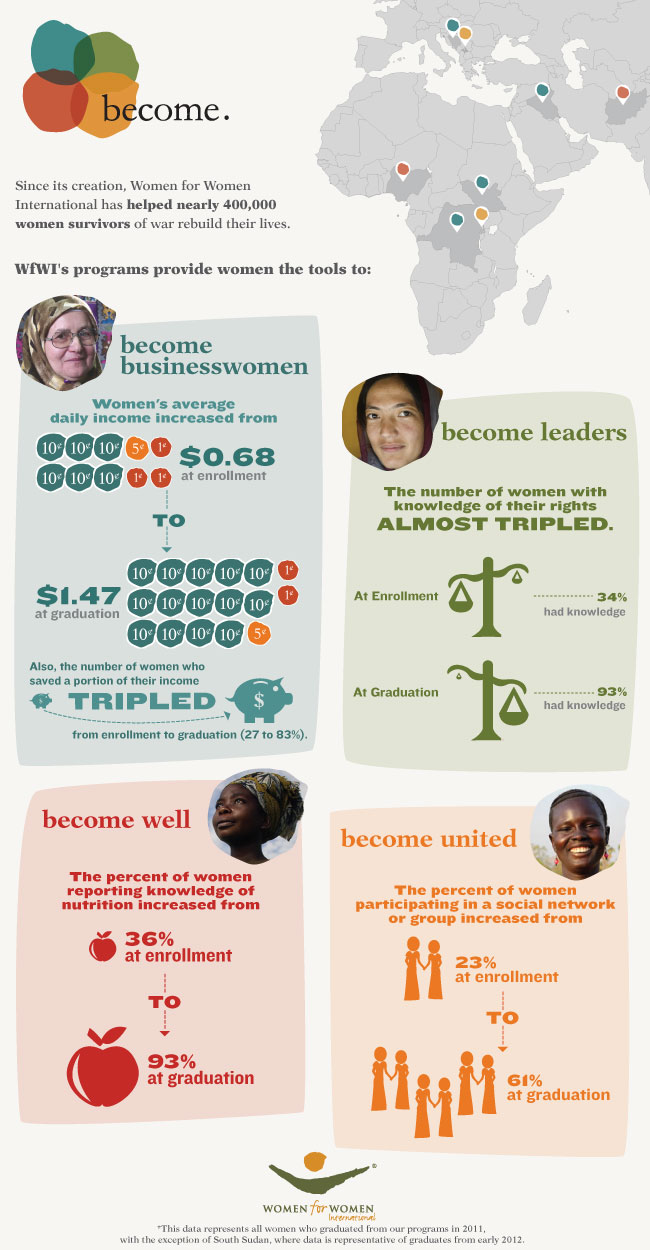 become.
Since its creation, Women for Women
International has helped nearly 400,000
women survivors of war rebuild their lives.
WfWI's programs provide women the tools to:
become
businesswomen
Women's average
daily income increased from
10¢ 10¢ 10¢ 5¢ 1¢
10¢ 10¢ 10¢ 1¢ 1¢
$0.68
at enrollment
TO
10¢ 10¢ 10¢ 10¢ 10¢ 1¢
10¢ 10¢ 10¢ 10¢ 10¢ 1¢
10¢ 10¢ 10¢ 10¢ 5¢
$1.47
at graduation
Also, the number of women who
saved a portion of their income
TRIPLED
$
from enrollment to graduation (27 to 83%).
become leaders
The number of women with
knowledge of their rights
ALMOST TRIPLED.
At Enrollment
34%
had knowledge
At Graduation
93%
had knowledge
become well
The percent of women
reporting knowledge of
nutrition increased from
36%
at enrollment
TO
93%
at graduation
become united
The percent of women
participating in a social network
or group increased from
23%
at enrollment
TO
61%
at graduation
®
WOMEN for WOMEN
International
*This data represents all women who graduated from our programs in 2011,
with the exception of South Sudan, where data is representative of graduates from early 2012.